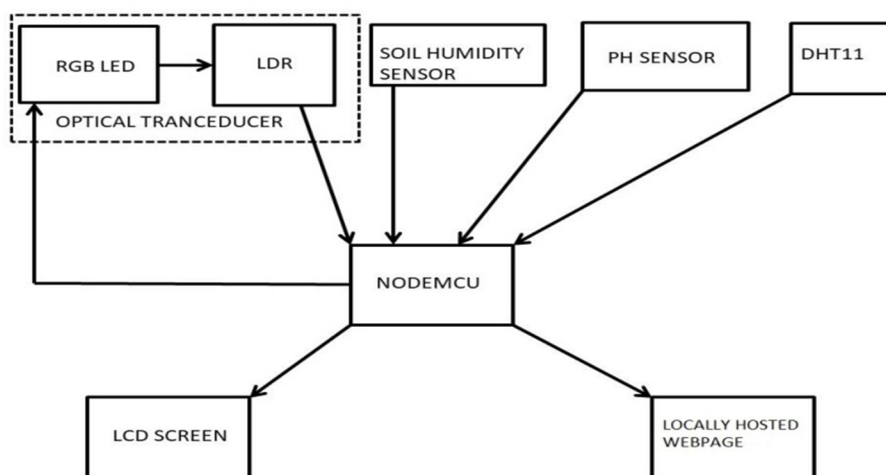 RGB LED
LDR
SOIL HUMIDITY
SENSOR
PH SENSOR
DHT11
OPTICAL TRANCEDUCER
NODEMCU
LCD SCREEN
LOCALLY HOSTED
WEBPAGE